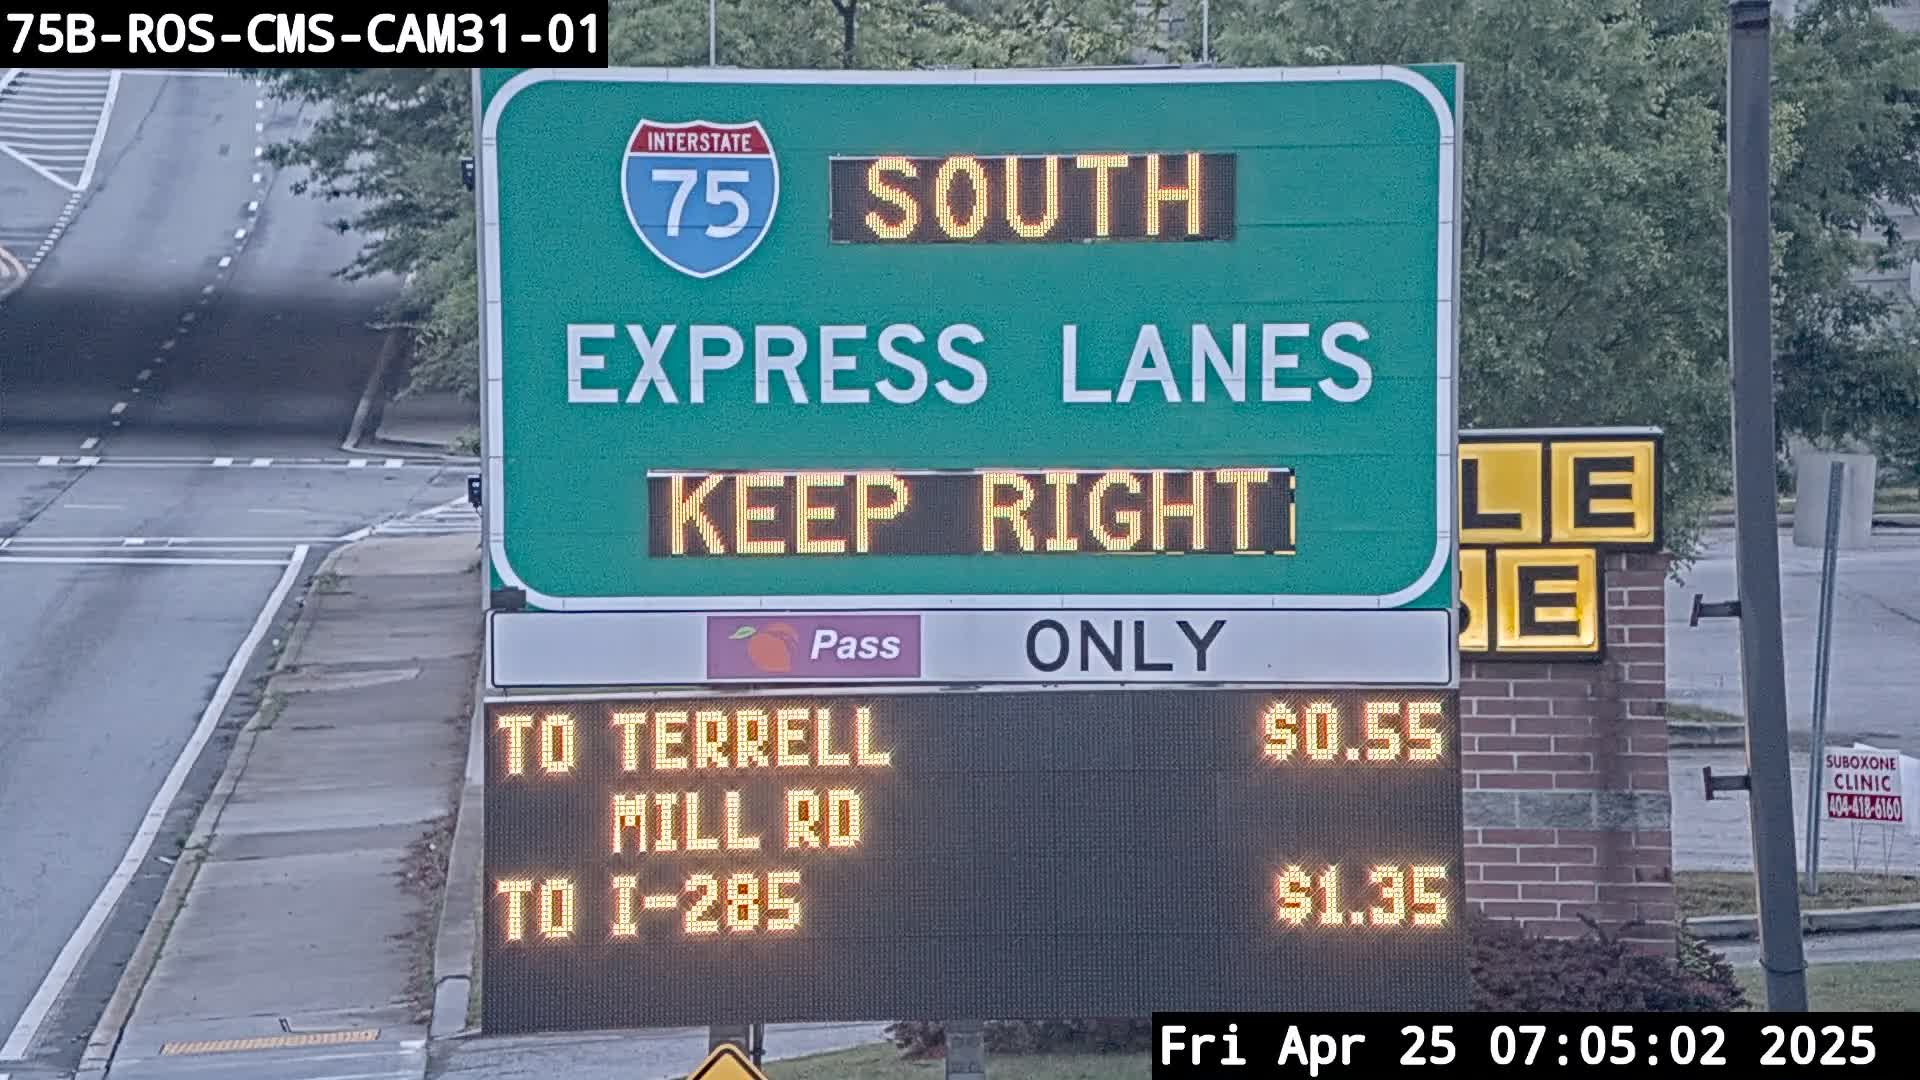 75B-ROS-CMS-CAM31-01
INTERSTATE
75
SOUTH
EXPRESS LANES
KEEP RIGHT
Pass ONLY
TO TERRELL $0.55
MILL RD
TO I-285 $1.35
LE
E
SUBOXONE
CLINIC
404-418-6160
Fri Apr 25 07:05:02 2025